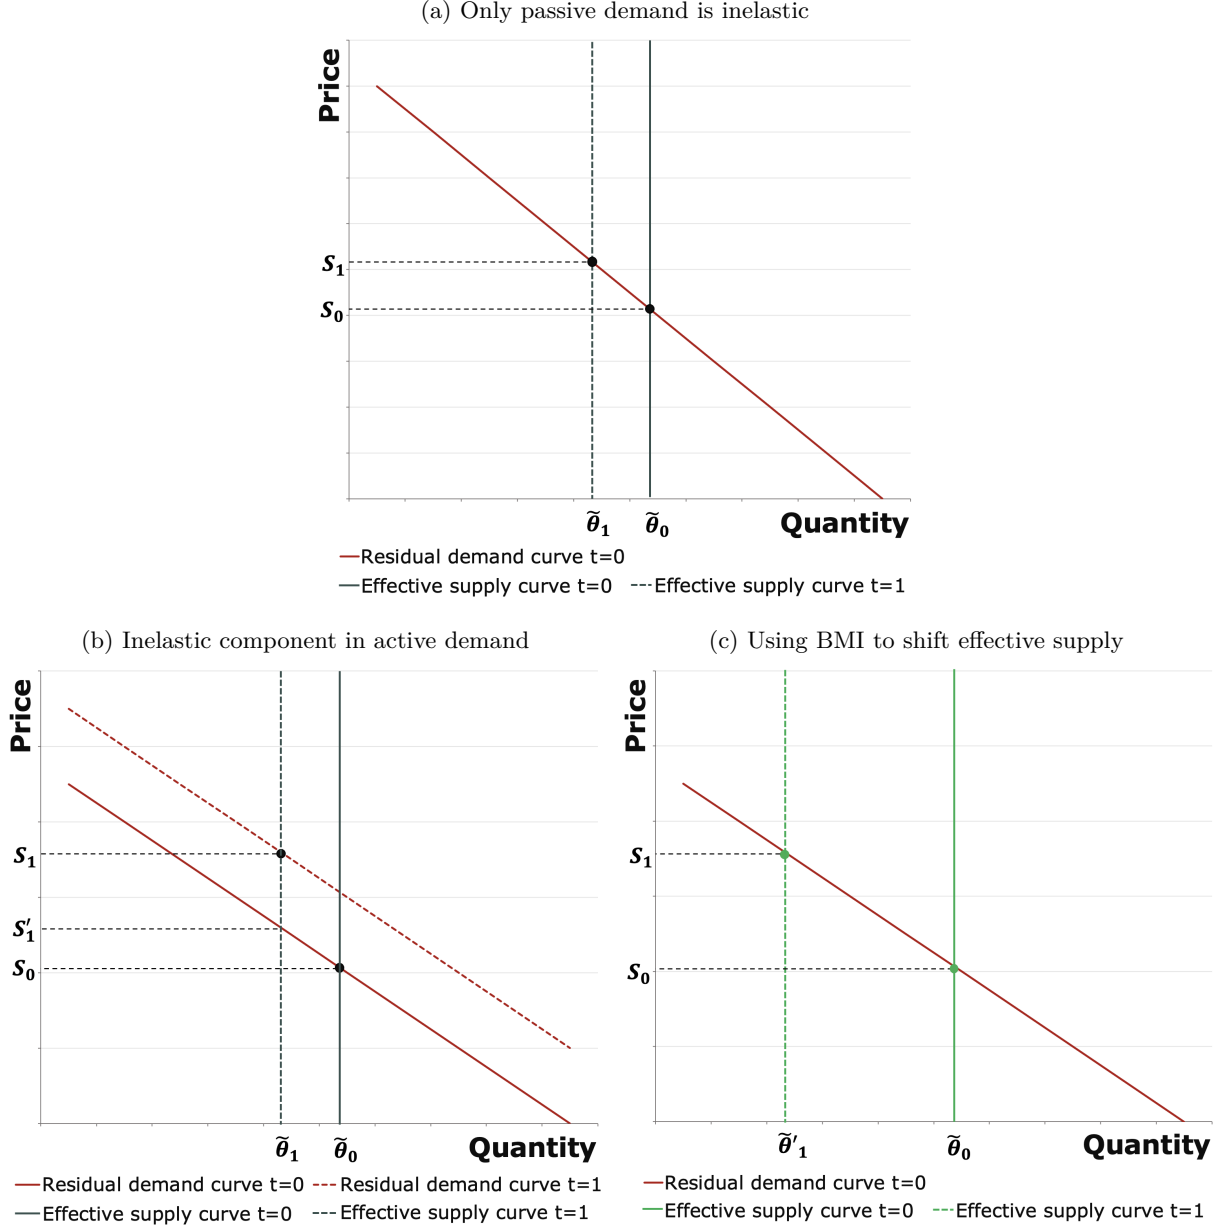 (a) Only passive demand is inelastic
Price
S₁
S₀
θ̃₁ θ̃₀ Quantity
Residual demand curve t=0
Effective supply curve t=0 Effective supply curve t=1
(b) Inelastic component in active demand
Price
S₁
S′₁
S₀
θ̃₁ θ̃₀ Quantity
Residual demand curve t=0 Residual demand curve t=1
Effective supply curve t=0 Effective supply curve t=1
(c) Using BMI to shift effective supply
Price
S₁
S₀
θ̃′₁ θ̃₀ Quantity
Residual demand curve t=0
Effective supply curve t=0 Effective supply curve t=1